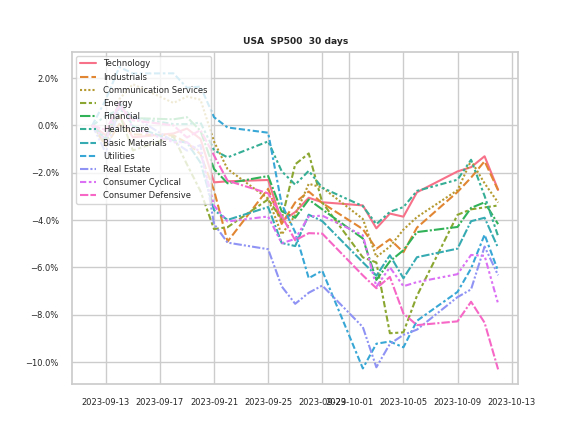 USA  SP500  30 days
2.0%
0.0%
−2.0%
−4.0%
−6.0%
−8.0%
−10.0%
Technology
Industrials
Communication Services
Energy
Financial
Healthcare
Basic Materials
Utilities
Real Estate
Consumer Cyclical
Consumer Defensive
2023-09-13 2023-09-17 2023-09-21 2023-09-25 2023-09-29 2023-10-01 2023-10-05 2023-10-09 2023-10-13